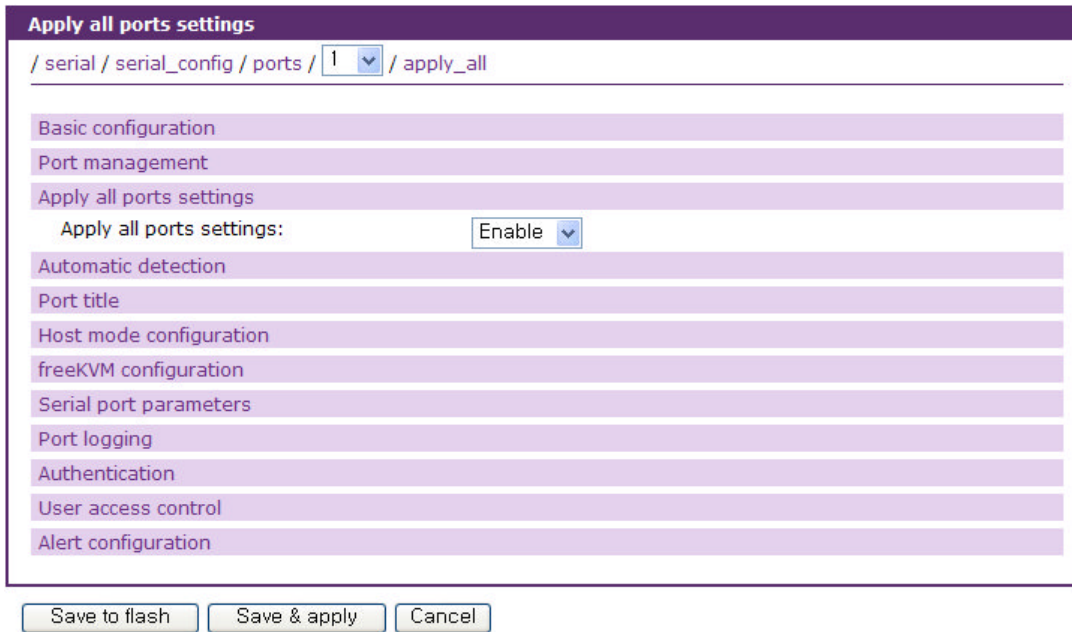 Apply all ports settings
/ serial / serial_config / ports / 1 / apply_all
Basic configuration
Port management
Apply all ports settings
Apply all ports settings: Enable
Automatic detection
Port title
Host mode configuration
freeKVM configuration
Serial port parameters
Port logging
Authentication
User access control
Alert configuration
Save to flash Save & apply Cancel